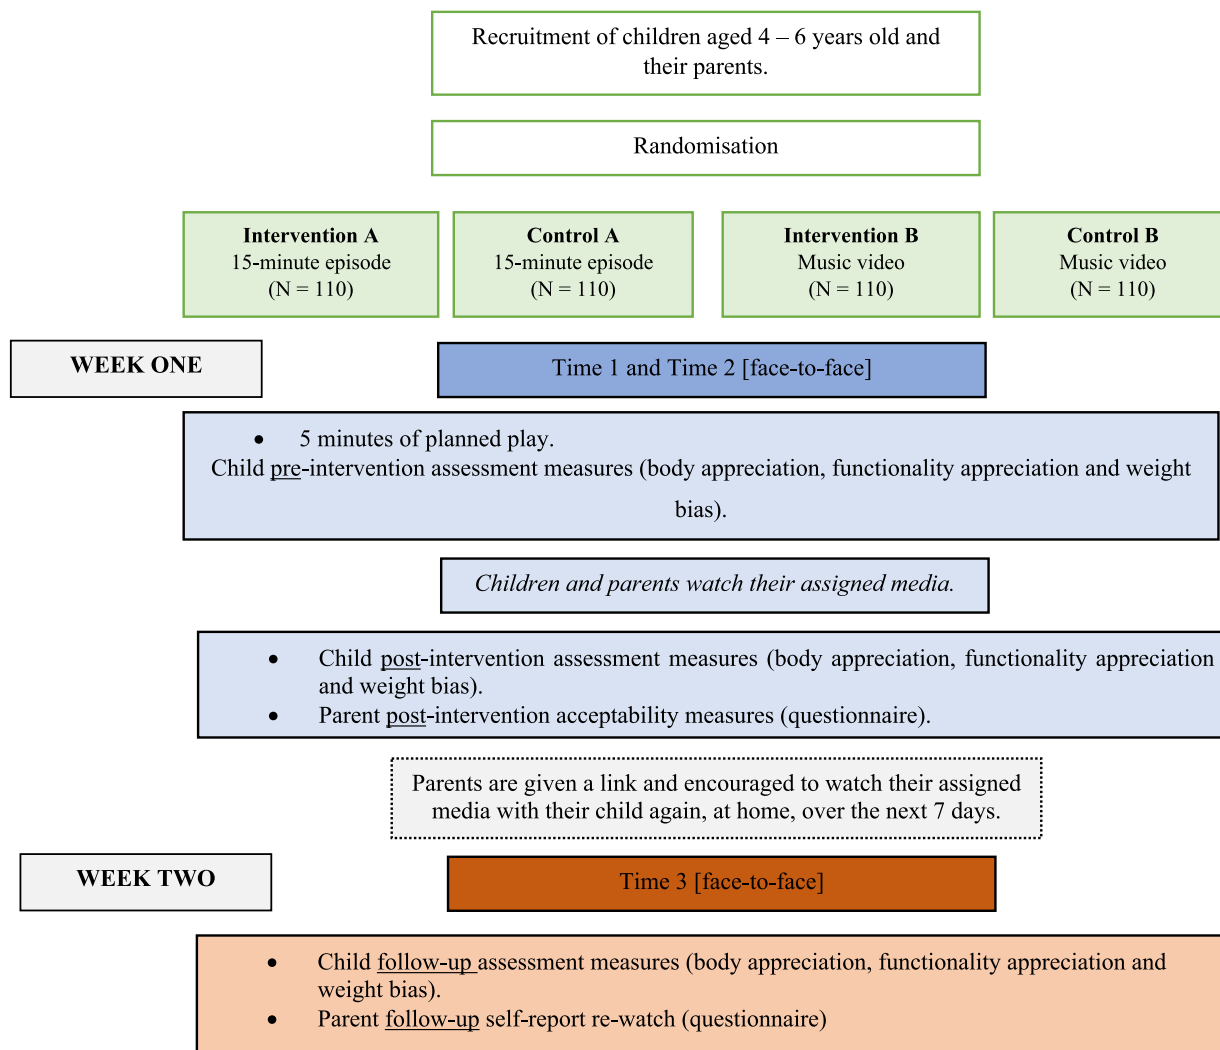 Recruitment of children aged 4 – 6 years old and
their parents.
Randomisation
Intervention A
15-minute episode
(N = 110)
Control A
15-minute episode
(N = 110)
Intervention B
Music video
(N = 110)
Control B
Music video
(N = 110)
WEEK ONE
Time 1 and Time 2 [face-to-face]
• 5 minutes of planned play.
Child pre-intervention assessment measures (body appreciation, functionality appreciation and weight
bias).
Children and parents watch their assigned media.
• Child post-intervention assessment measures (body appreciation, functionality appreciation
and weight bias).
• Parent post-intervention acceptability measures (questionnaire).
Parents are given a link and encouraged to watch their assigned
media with their child again, at home, over the next 7 days.
WEEK TWO
Time 3 [face-to-face]
• Child follow-up assessment measures (body appreciation, functionality appreciation and
weight bias).
• Parent follow-up self-report re-watch (questionnaire)